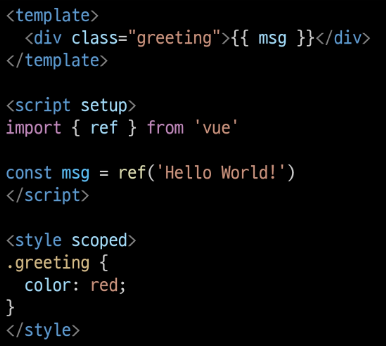 <template>
  <div class="greeting">{{ msg }}</div>
</template>

<script setup>
import { ref } from 'vue'

const msg = ref('Hello World!')
</script>

<style scoped>
.greeting {
  color: red;
}
</style>